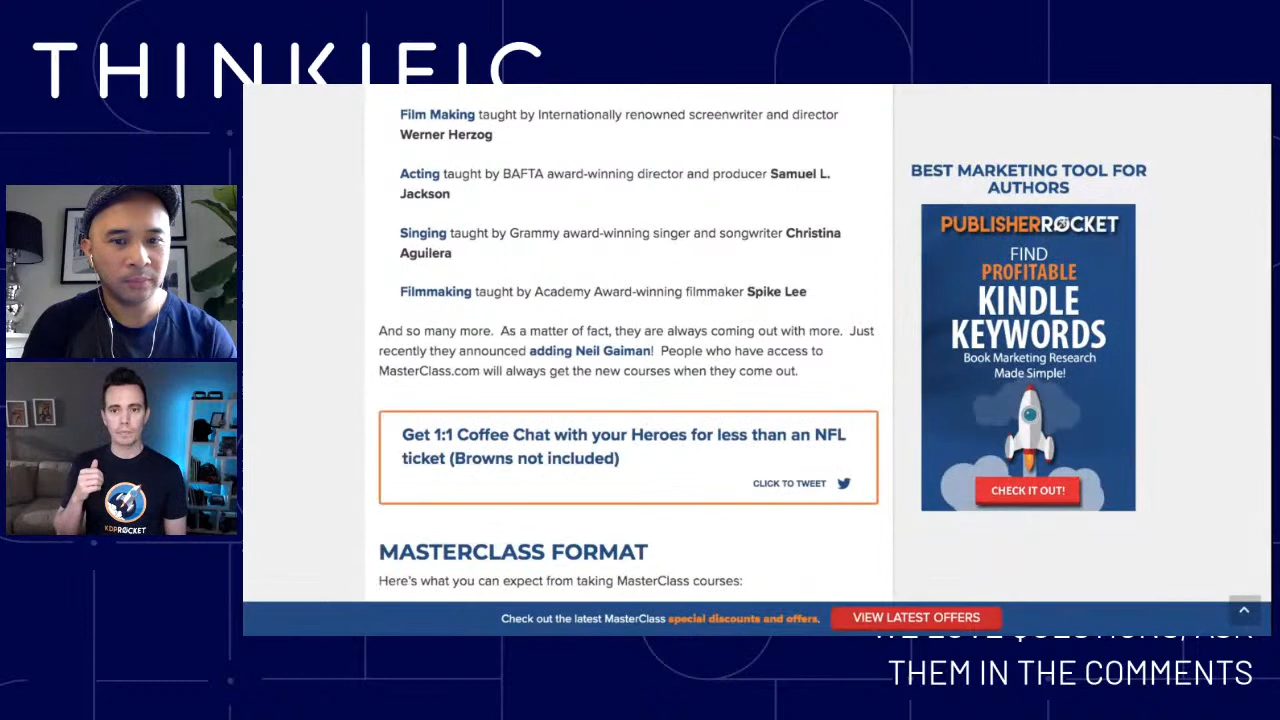 THINKIFIC
Film Making taught by Internationally renowned screenwriter and director
Werner Herzog
Acting taught by BAFTA award-winning director and producer Samuel L.
Jackson
Singing taught by Grammy award-winning singer and songwriter Christina
Aguilera
Filmmaking taught by Academy Award-winning filmmaker Spike Lee
And so many more. As a matter of fact, they are always coming out with more. Just
recently they announced adding Neil Gaiman! People who have access to
MasterClass.com will always get the new courses when they come out.
Get 1:1 Coffee Chat with your Heroes for less than an NFL
ticket (Browns not included)
CLICK TO TWEET
MASTERCLASS FORMAT
Here's what you can expect from taking MasterClass courses:
BEST MARKETING TOOL FOR
AUTHORS
PUBLISHERROCKET
FIND
PROFITABLE
KINDLE
KEYWORDS
Book Marketing Research
Made Simple!
CHECK IT OUT!
Check out the latest MasterClass special discounts and offers.
VIEW LATEST OFFERS
KDPROCKET
WE LOVE QUESTIONS, ASK
THEM IN THE COMMENTS